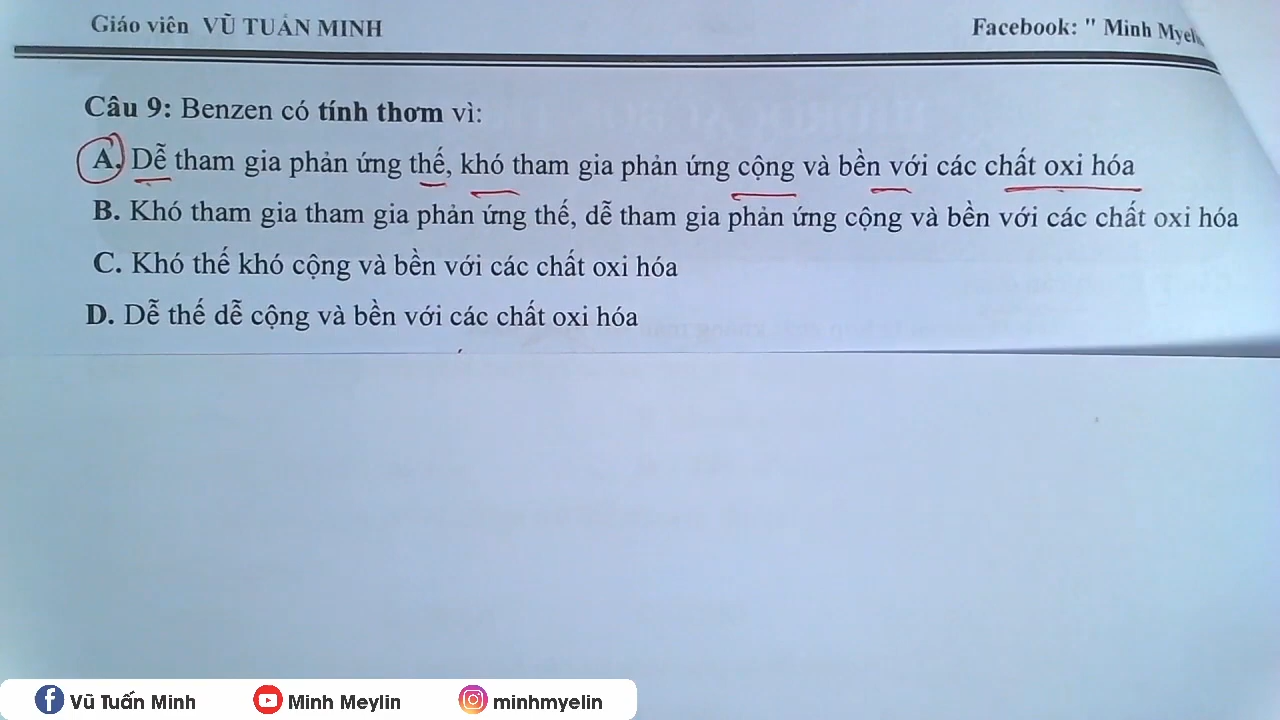 Giáo viên VŨ TUẤN MINH
Facebook: " Minh
Câu 9: Benzen có tính thơm vì:
A. Dễ tham gia phản ứng thế, khó tham gia phản ứng cộng và bền với các chất oxi hóa
B. Khó tham gia tham gia phản ứng thế, dễ tham gia phản ứng cộng và bền với các chất oxi hóa
C. Khó thế khó cộng và bền với các chất oxi hóa
D. Dễ thế dễ cộng và bền với các chất oxi hóa
Vũ Tuấn Minh
Minh Meylin
minhmyelin